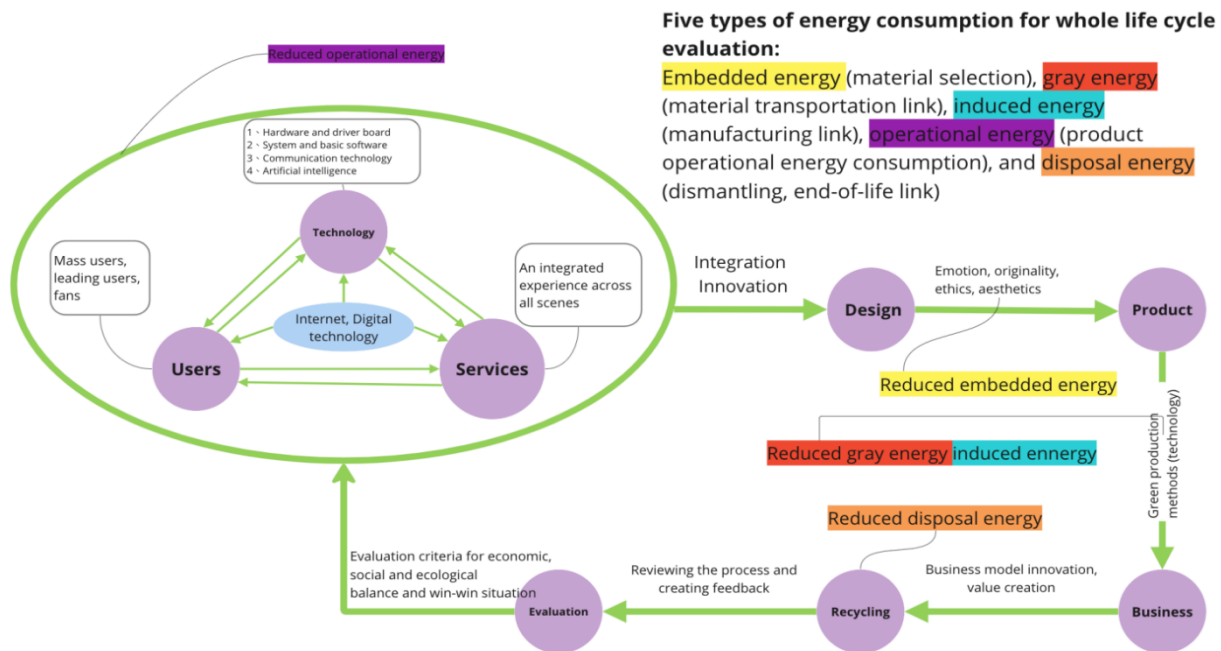 Five types of energy consumption for whole life cycle
evaluation:
Embedded energy (material selection), gray energy
(material transportation link), induced energy
(manufacturing link), operational energy (product
operational energy consumption), and disposal energy
(dismantling, end-of-life link)
Reduced operational energy
1、Hardware and driver board
2、System and basic software
3、Communication technology
4、Artificial intelligence
Technology
Mass users,
leading users,
fans
An integrated
experience across
all scenes
Internet, Digital
technology
Users
Services
Integration
Innovation
Design
Emotion, originality,
ethics, aesthetics
Product
Reduced embedded energy
Reduced gray energy induced ennergy
Green production
methods (technology)
Reduced disposal energy
Evaluation criteria for economic,
social and ecological
balance and win-win situation
Evaluation
Reviewing the process and
creating feedback
Recycling
Business model innovation,
value creation
Business